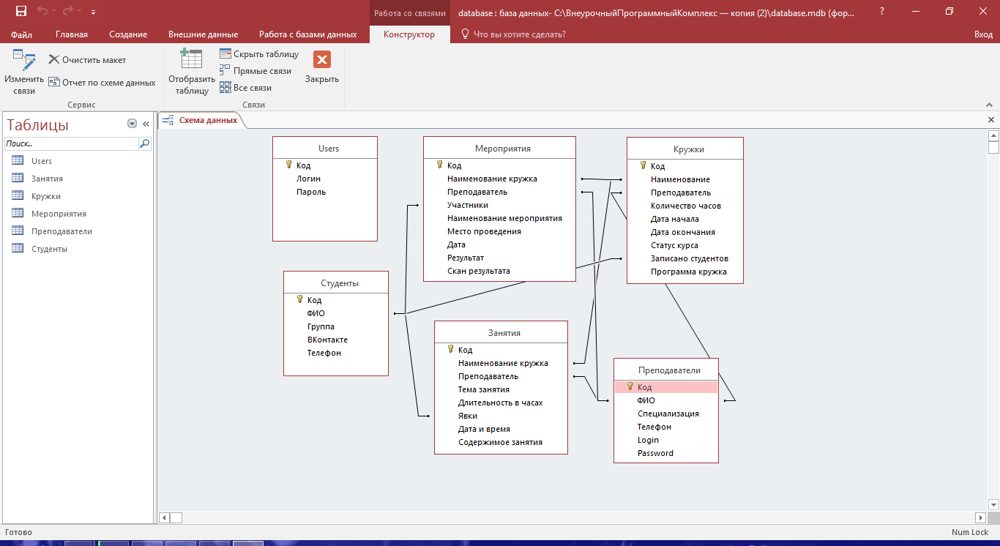 Работа со связями
database : база данных- C:\ВнеурочныйПрограммныйКомплекс — копия (2)\database.mdb (фор...
?
Файл
Главная
Создание
Внешние данные
Работа с базами данных
Конструктор
Что вы хотите сделать?
Вход
Изменить связи
Очистить макет
Отчет по схеме данных
Сервис
Отобразить таблицу
Скрыть таблицу
Прямые связи
Все связи
Закрыть
Связи
Таблицы
«
Поиск...
Users
Занятия
Кружки
Мероприятия
Преподаватели
Студенты
Схема данных
Users
Код
Логин
Пароль
Мероприятия
Код
Наименование кружка
Преподаватель
Участники
Наименование мероприятия
Место проведения
Дата
Результат
Скан результата
Кружки
Код
Наименование
Преподаватель
Количество часов
Дата начала
Дата окончания
Статус курса
Записано студентов
Программа кружка
Студенты
Код
ФИО
Группа
ВКонтакте
Телефон
Занятия
Код
Наименование кружка
Преподаватель
Тема занятия
Длительность в часах
Явки
Дата и время
Содержимое занятия
Преподаватели
Код
ФИО
Специализация
Телефон
Login
Password
Готово
Num Lock